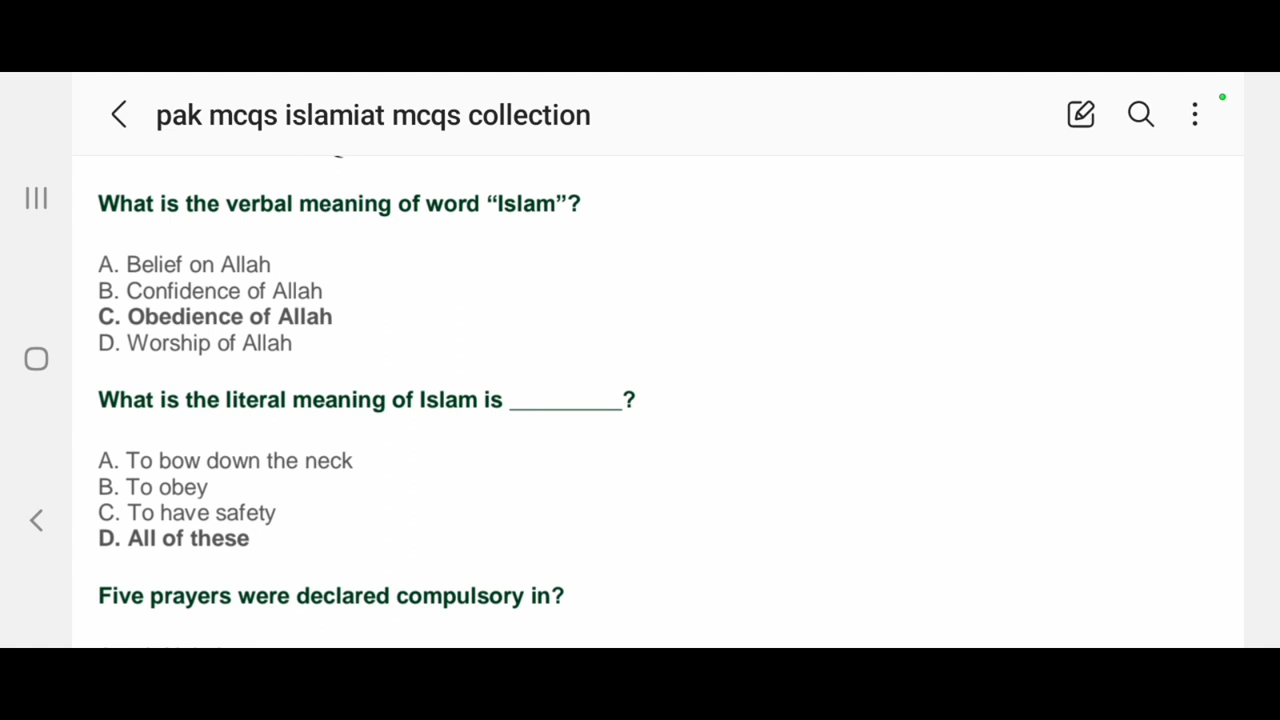 pak mcqs islamiat mcqs collection
What is the verbal meaning of word “Islam”?
A. Belief on Allah
B. Confidence of Allah
C. Obedience of Allah
D. Worship of Allah
What is the literal meaning of Islam is _________?
A. To bow down the neck
B. To obey
C. To have safety
D. All of these
Five prayers were declared compulsory in?